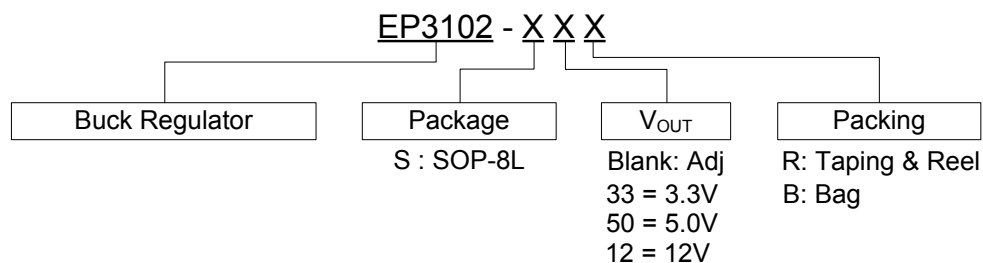 EP3102 - X X X
Buck Regulator Package VOUT Packing
S : SOP-8L Blank: Adj R: Taping & Reel
33 = 3.3V B: Bag
50 = 5.0V
12 = 12V